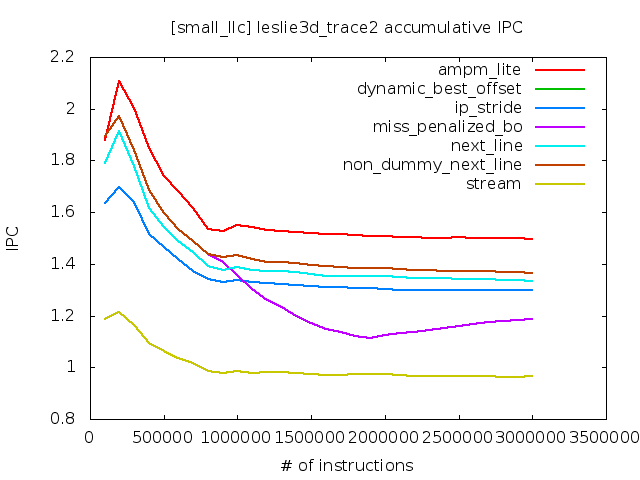 [small_llc] leslie3d_trace2 accumulative IPC
ampm_lite
dynamic_best_offset
ip_stride
miss_penalized_bo
next_line
non_dummy_next_line
stream
IPC
2.2
2
1.8
1.6
1.4
1.2
1
0.8
0 500000 1000000 1500000 2000000 2500000 3000000 3500000
# of instructions